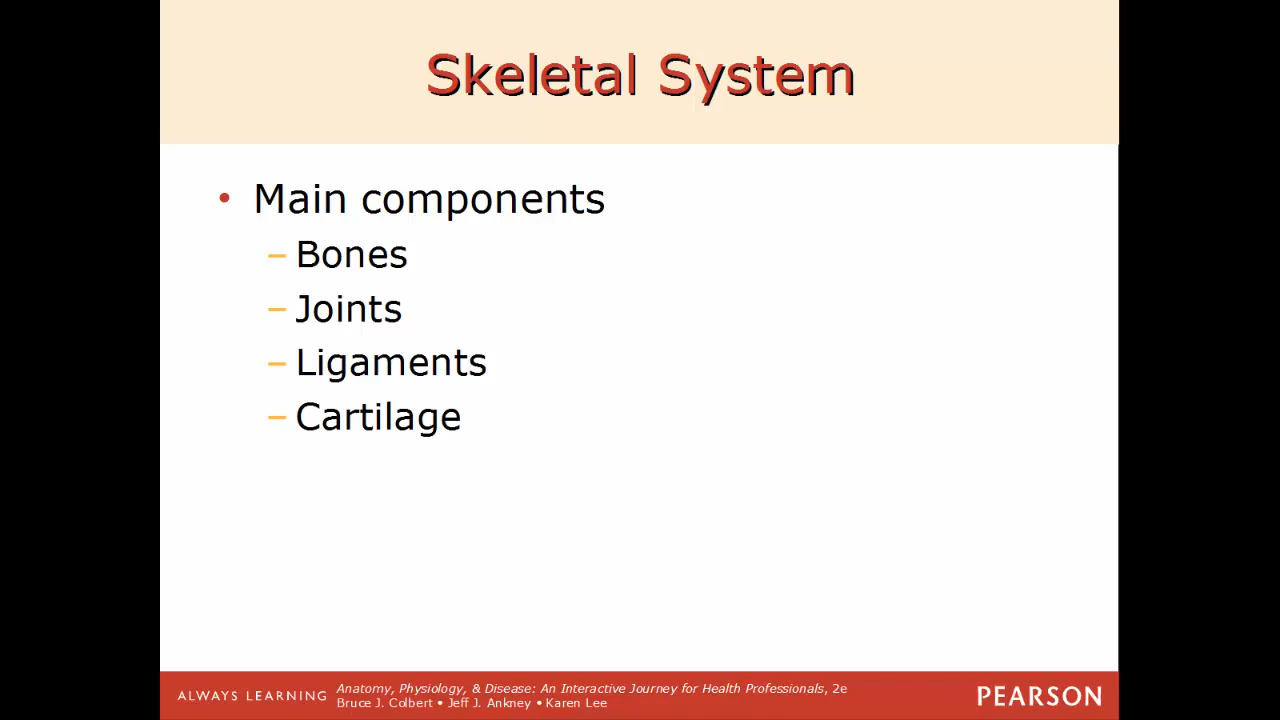 Skeletal System
• Main components
– Bones
– Joints
– Ligaments
– Cartilage
ALWAYS LEARNING
Anatomy, Physiology, & Disease: An Interactive Journey for Health Professionals, 2e
Bruce J. Colbert • Jeff J. Ankney • Karen Lee
PEARSON